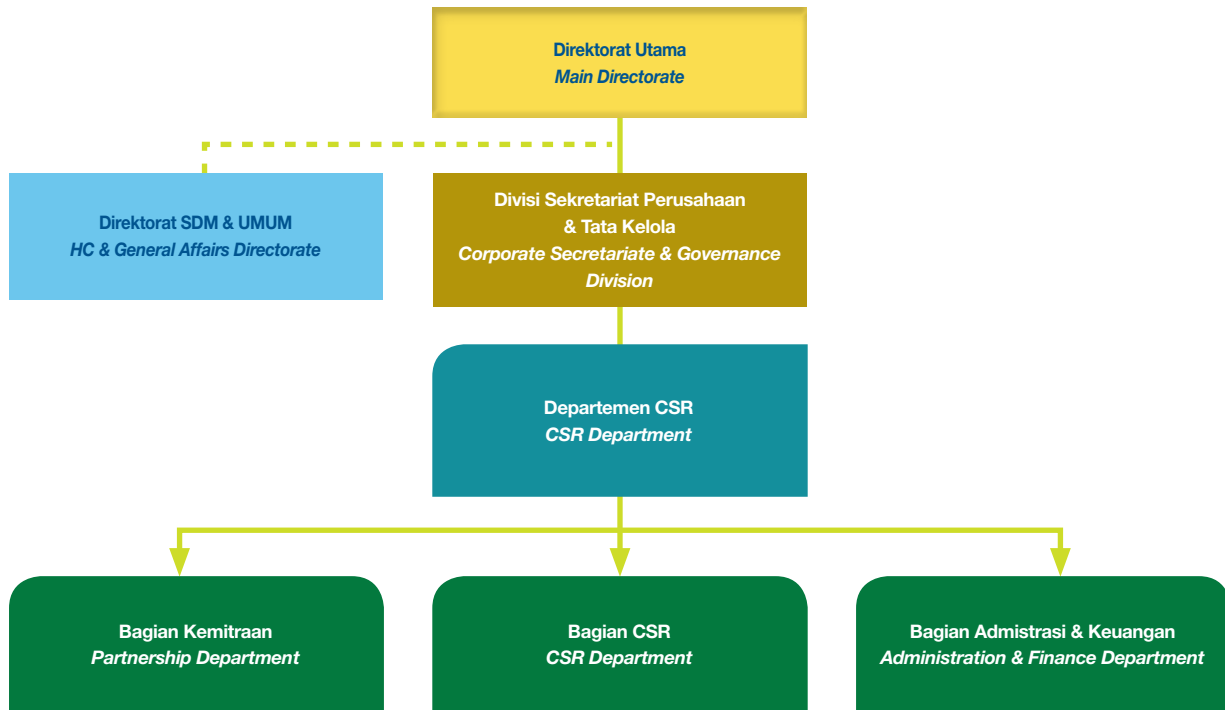 Direktorat Utama
Main Directorate
Direktorat SDM & UMUM
HC & General Affairs Directorate
Divisi Sekretariat Perusahaan
& Tata Kelola
Corporate Secretariate & Governance
Division
Departemen CSR
CSR Department
Bagian Kemitraan
Partnership Department
Bagian CSR
CSR Department
Bagian Admistrasi & Keuangan
Administration & Finance Department